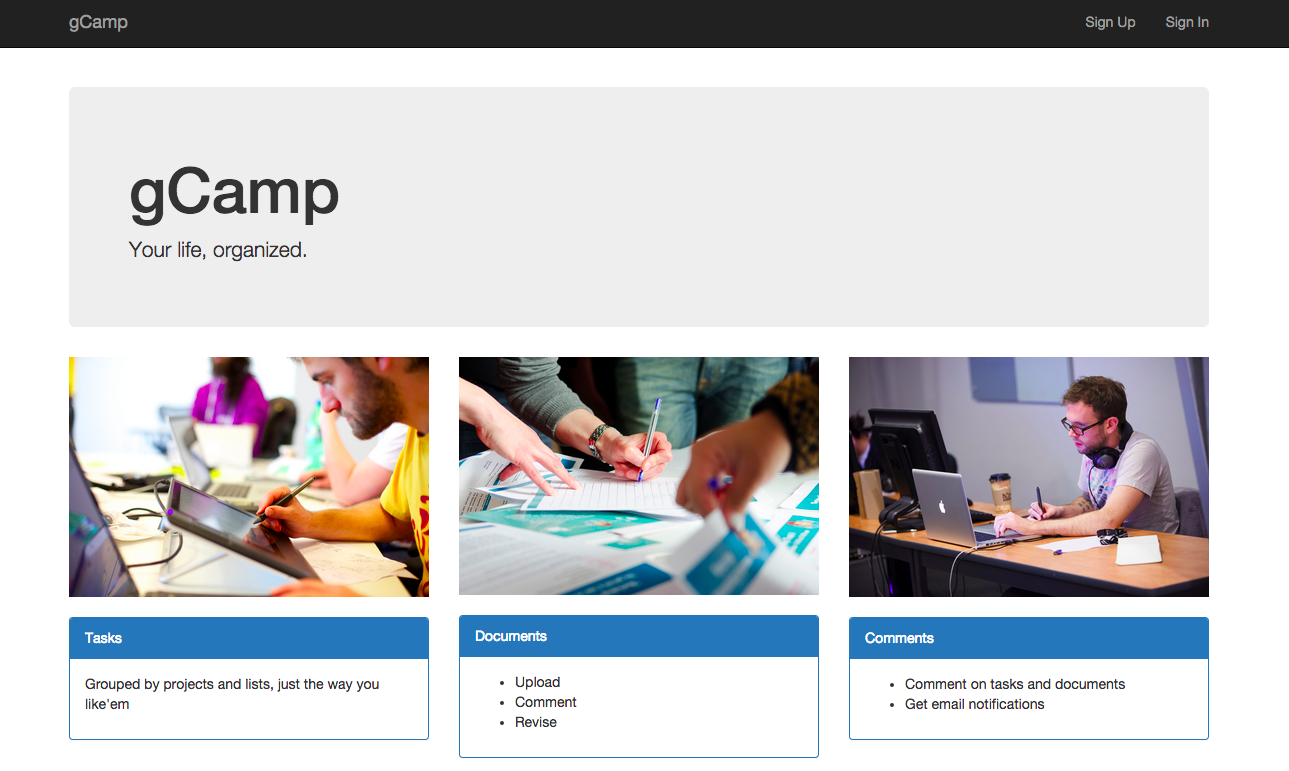 gCamp
Sign Up
Sign In
gCamp
Your life, organized.
Tasks
Grouped by projects and lists, just the way you
like'em
Documents
• Upload
• Comment
• Revise
Comments
• Comment on tasks and documents
• Get email notifications